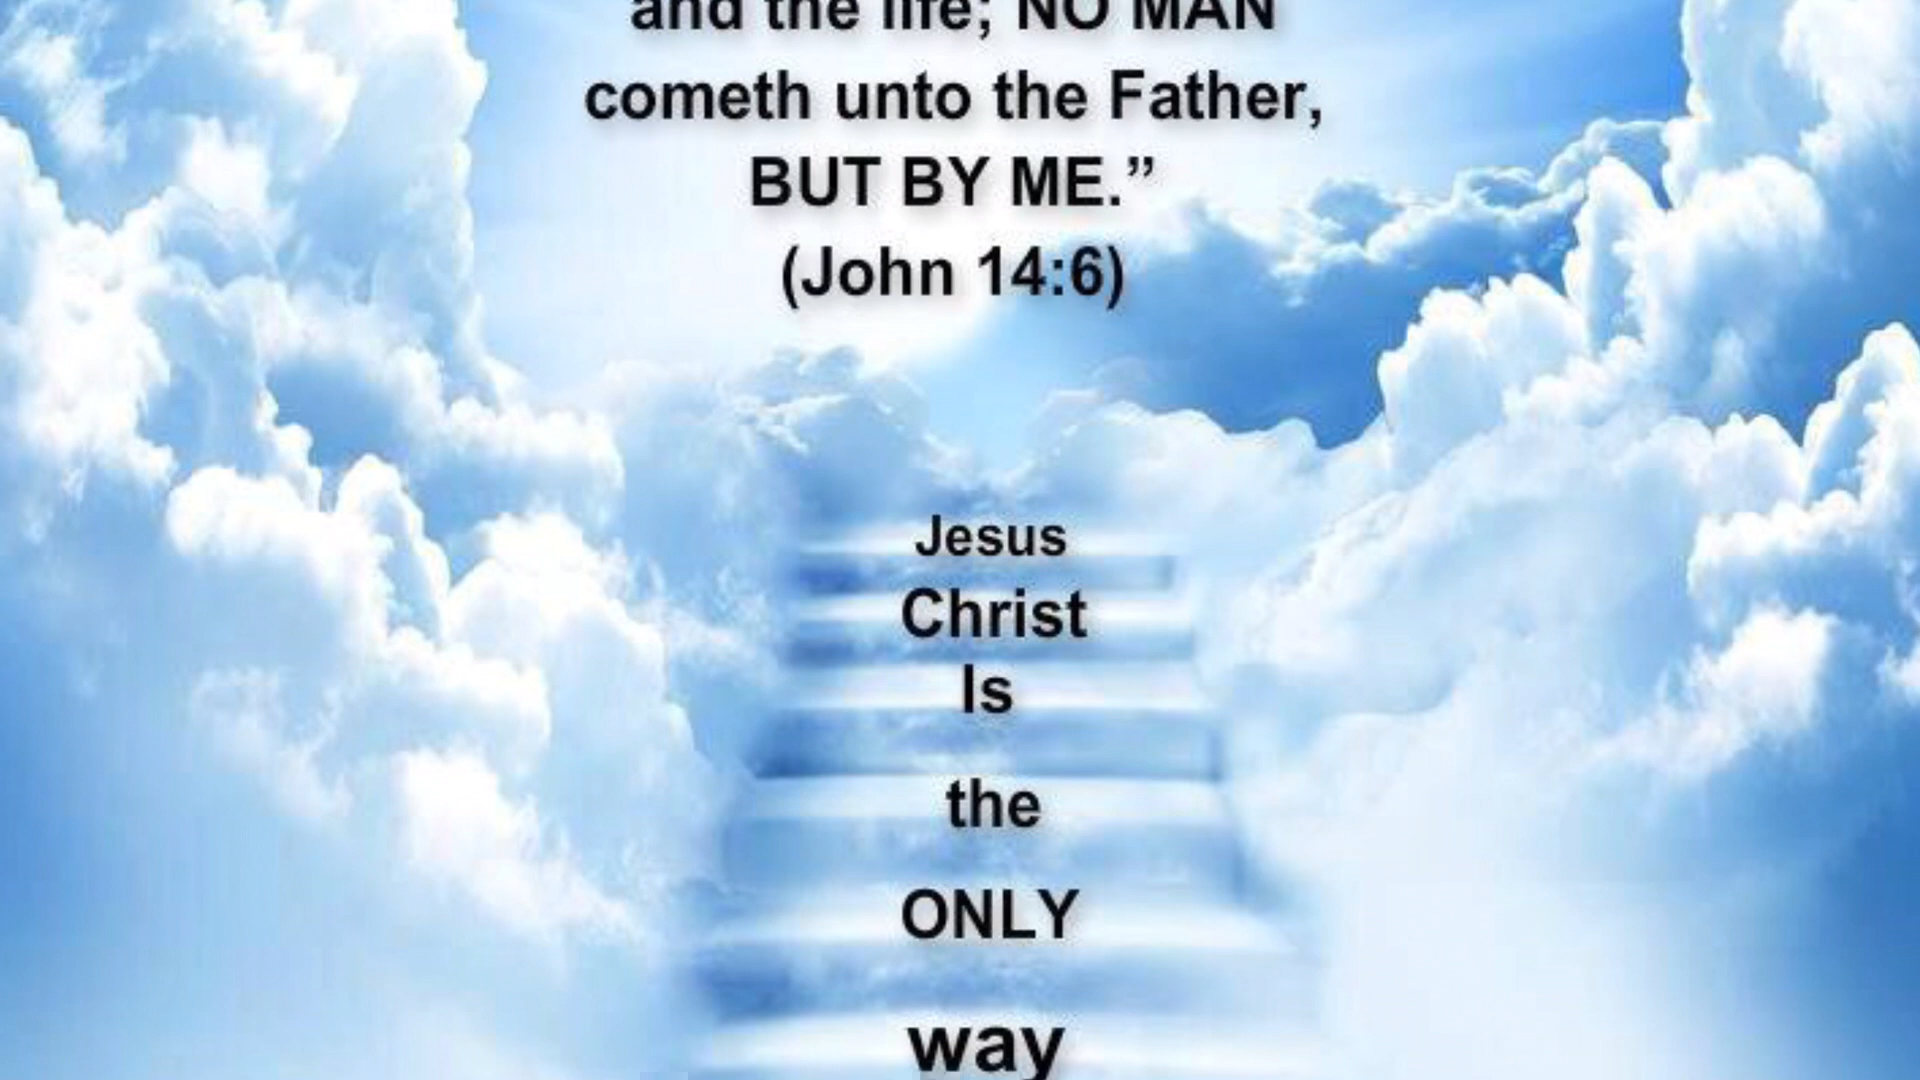 and the life; NO MAN
cometh unto the Father,
BUT BY ME.”
(John 14:6)
Jesus
Christ
Is
the
ONLY
way